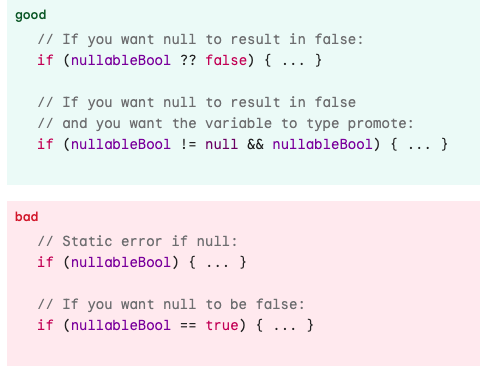 good
// If you want null to result in false:
if (nullableBool ?? false) { ... }
// If you want null to result in false
// and you want the variable to type promote:
if (nullableBool != null && nullableBool) { ... }
bad
// Static error if null:
if (nullableBool) { ... }
// If you want null to be false:
if (nullableBool == true) { ... }